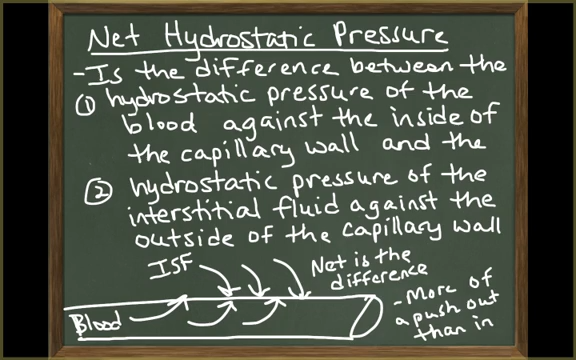 Net Hydrostatic Pressure
- Is the difference between the
① hydrostatic pressure of the
blood against the inside of
the capillary wall and the
② hydrostatic pressure of the
interstitial fluid against the
outside of the capillary wall
ISF
Net is the
difference
Blood
- More of
a push out
than in